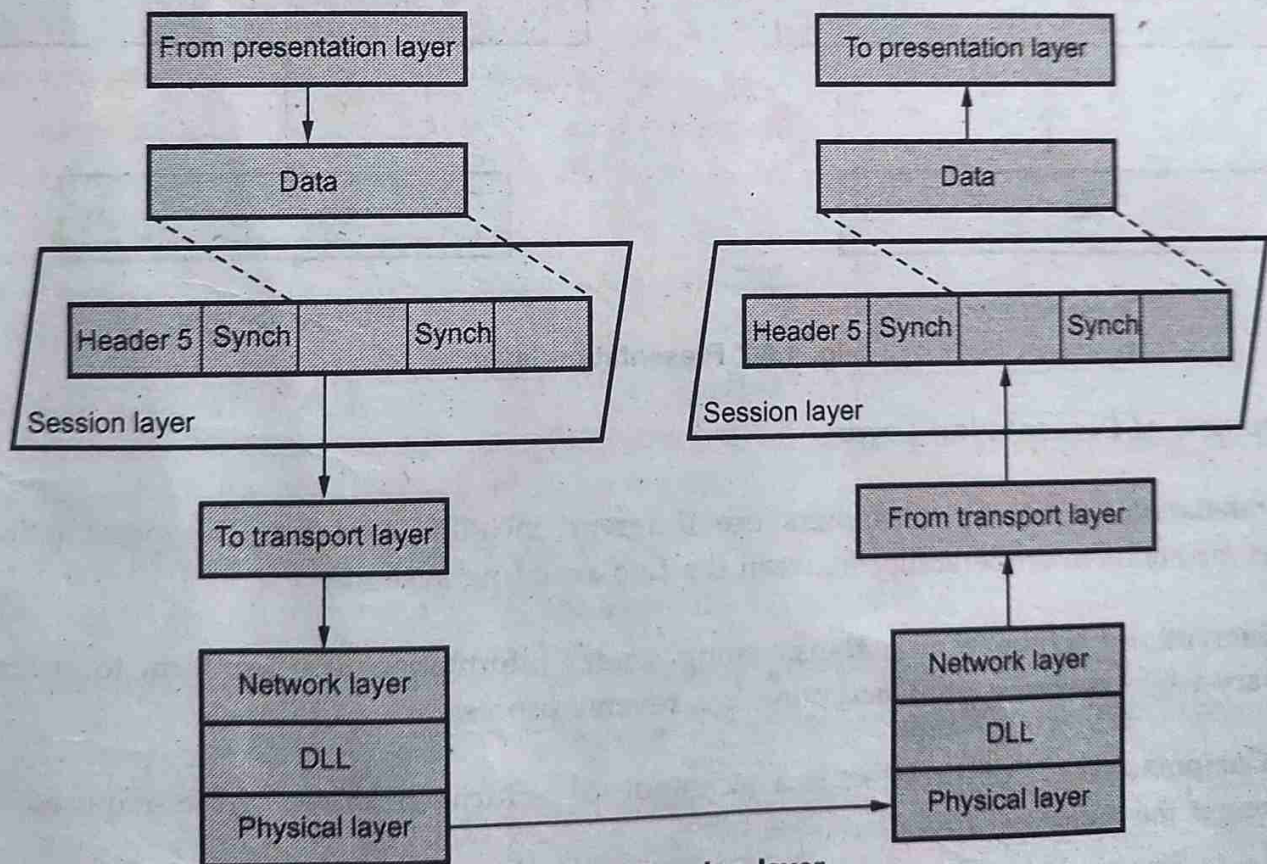 From presentation layer
To presentation layer
Data
Data
Header 5 Synch Synch
Header 5 Synch Synch
Session layer
Session layer
To transport layer
From transport layer
Network layer
DLL
Physical layer
Network layer
DLL
Physical layer
layer